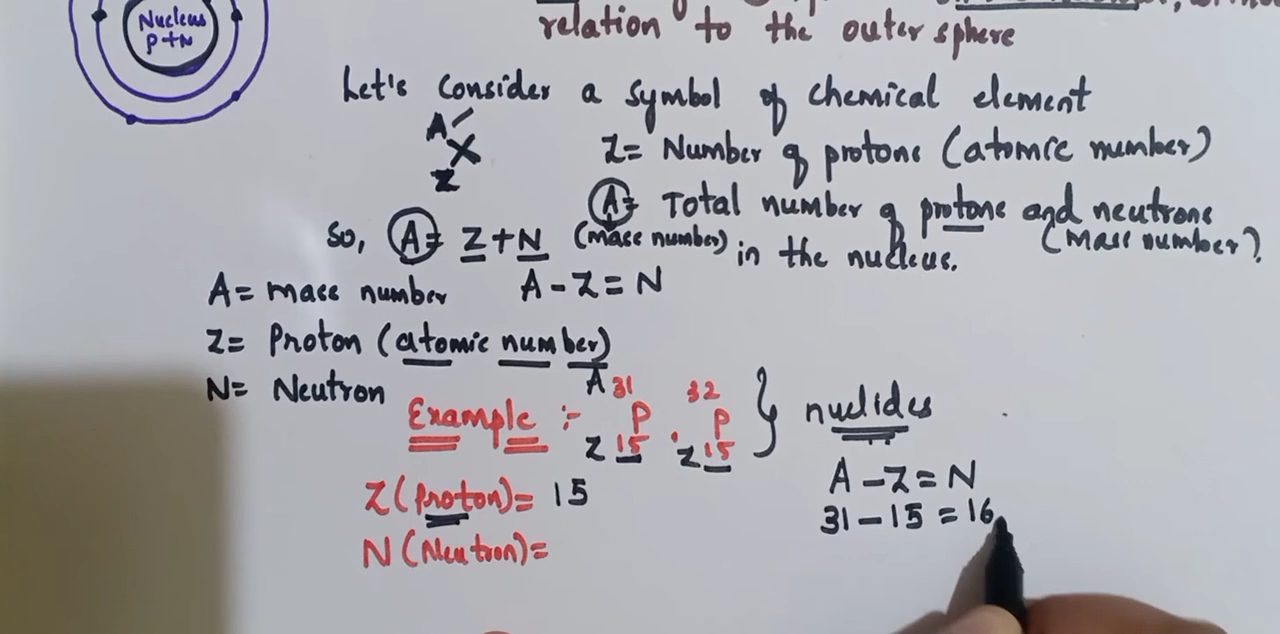 Nucleus
P+N
relation to the outer sphere
Let's consider a symbol of chemical element
A
X
Z
Z= Number of protons (atomic number)
A= Total number of protons and neutrons
(mass number) in the nucleus. (Mass number)
So, A= Z+N
A= mass number A-Z=N
Z= Proton (atomic number)
N= Neutron
Example :- A 31 P Z 15, 32 P Z 15 } nuclides
Z(Proton)= 15
N(Neutron)=
A-Z=N
31-15=16